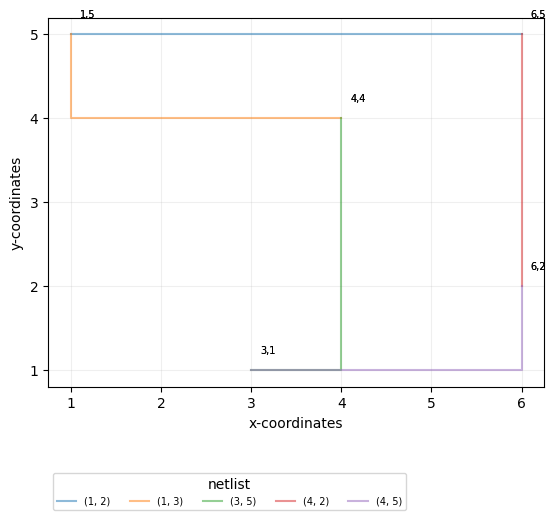 1,5
6,5
5
4,4
4
3
6,2
2
3,1
1
1 2 3 4 5 6
y-coordinates
x-coordinates
netlist
(1, 2) (1, 3) (3, 5) (4, 2) (4, 5)